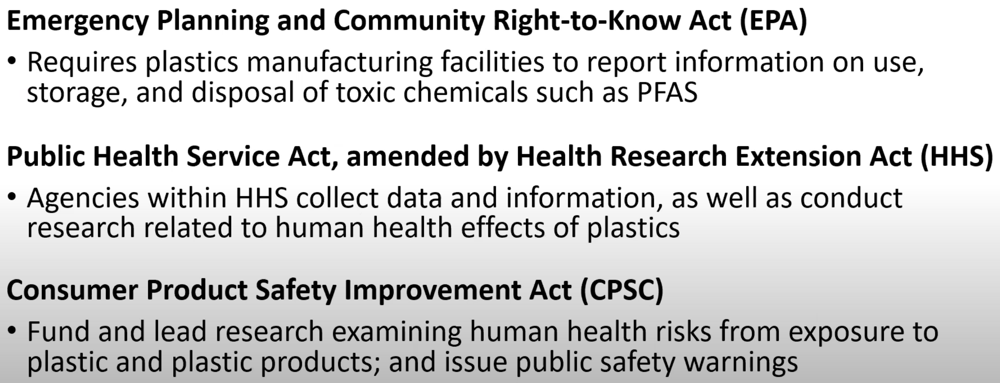 Emergency Planning and Community Right-to-Know Act (EPA)
• Requires plastics manufacturing facilities to report information on use,
storage, and disposal of toxic chemicals such as PFAS
Public Health Service Act, amended by Health Research Extension Act (HHS)
• Agencies within HHS collect data and information, as well as conduct
research related to human health effects of plastics
Consumer Product Safety Improvement Act (CPSC)
• Fund and lead research examining human health risks from exposure to
plastic and plastic products; and issue public safety warnings